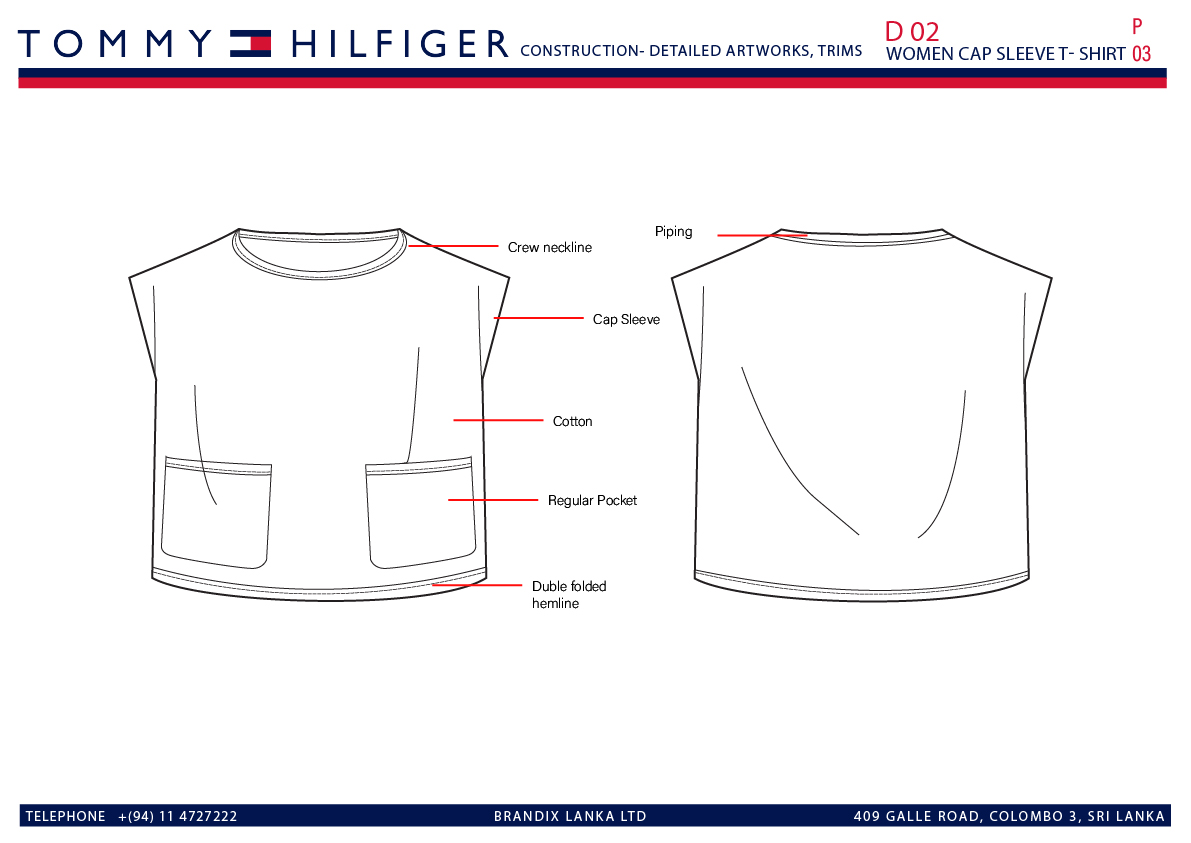 TOMMY HILFIGER CONSTRUCTION- DETAILED ARTWORKS, TRIMS
D 02
WOMEN CAP SLEEVE T- SHIRT
P
03
Crew neckline
Piping
Cap Sleeve
Cotton
Regular Pocket
Duble folded
hemline
TELEPHONE +(94) 11 4727222
BRANDIX LANKA LTD
409 GALLE ROAD, COLOMBO 3, SRI LANKA